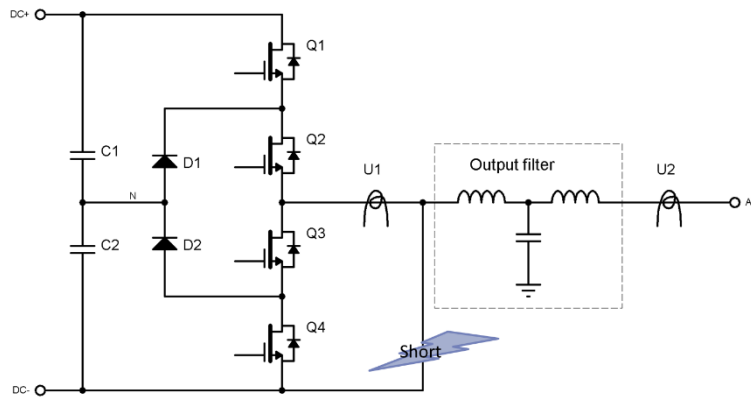 DC+
Q1
Q2
C1
D1
U1
Output filter
U2
N
A
C2
D2
Q3
Q4
Short
DC-